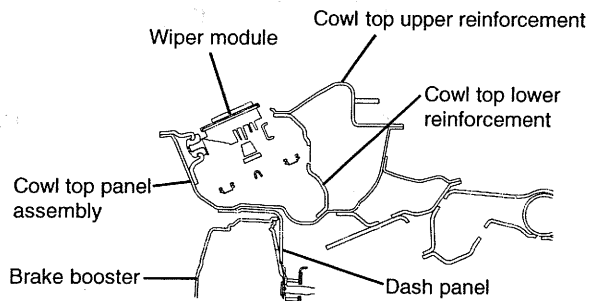 Cowl top upper reinforcement
Wiper module
Cowl top lower
reinforcement
Cowl top panel
assembly
Brake booster
Dash panel